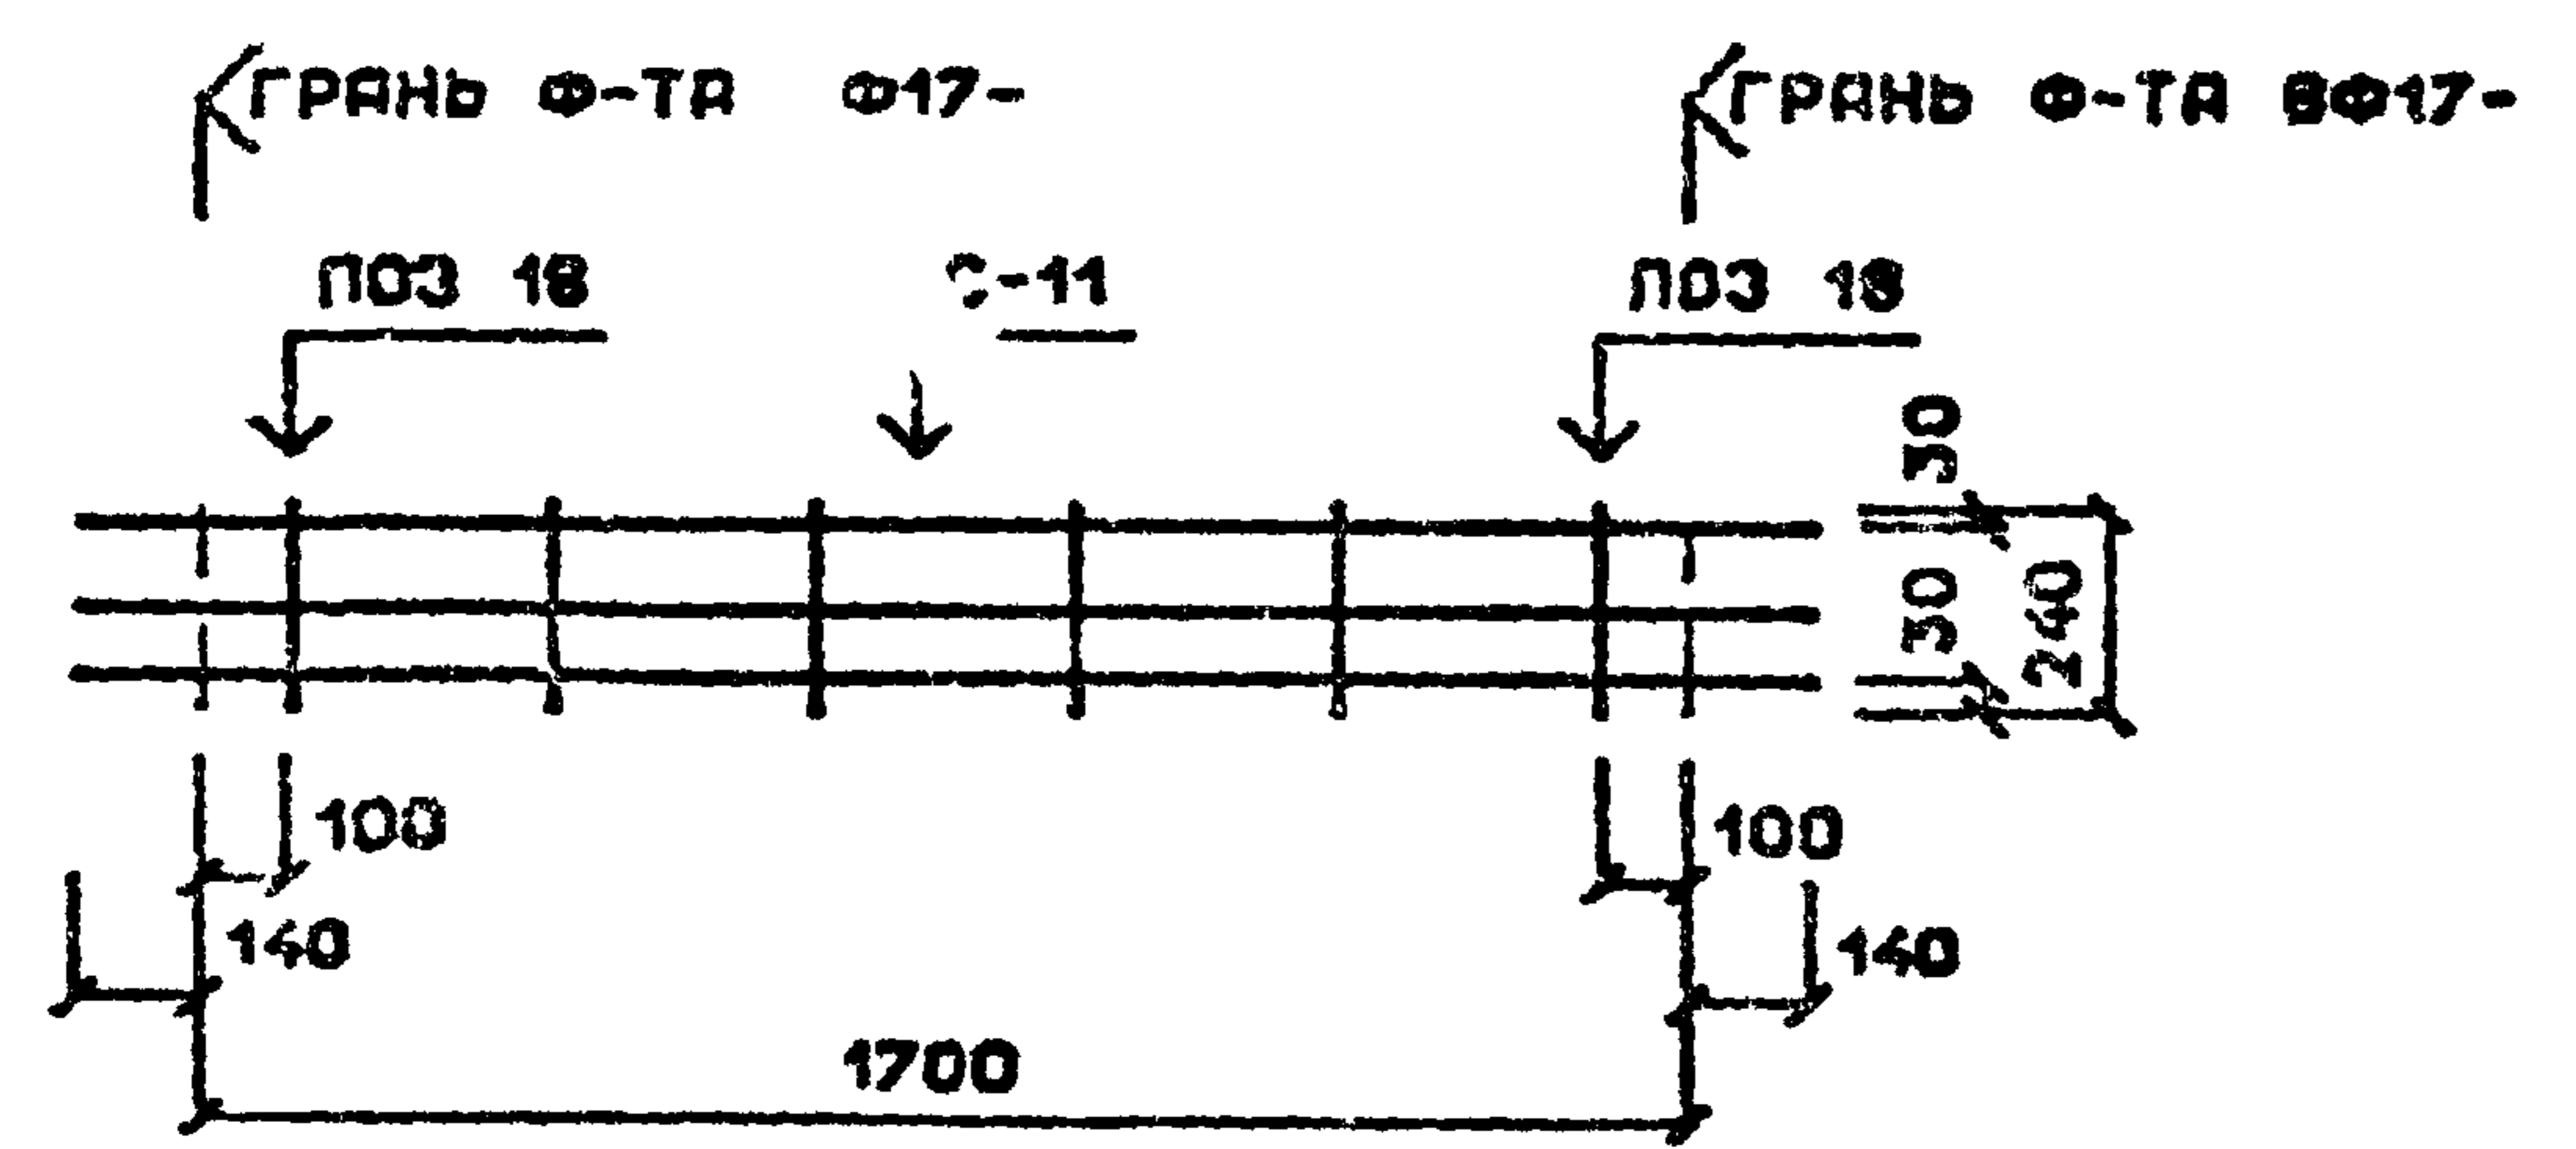 ГРАНЬ Ф-ТА Ф17-
ГРАНЬ Ф-ТА ВФ17-
ПОЗ 18
С-11
ПОЗ 18
30
30
240
100
100
140
140
1700